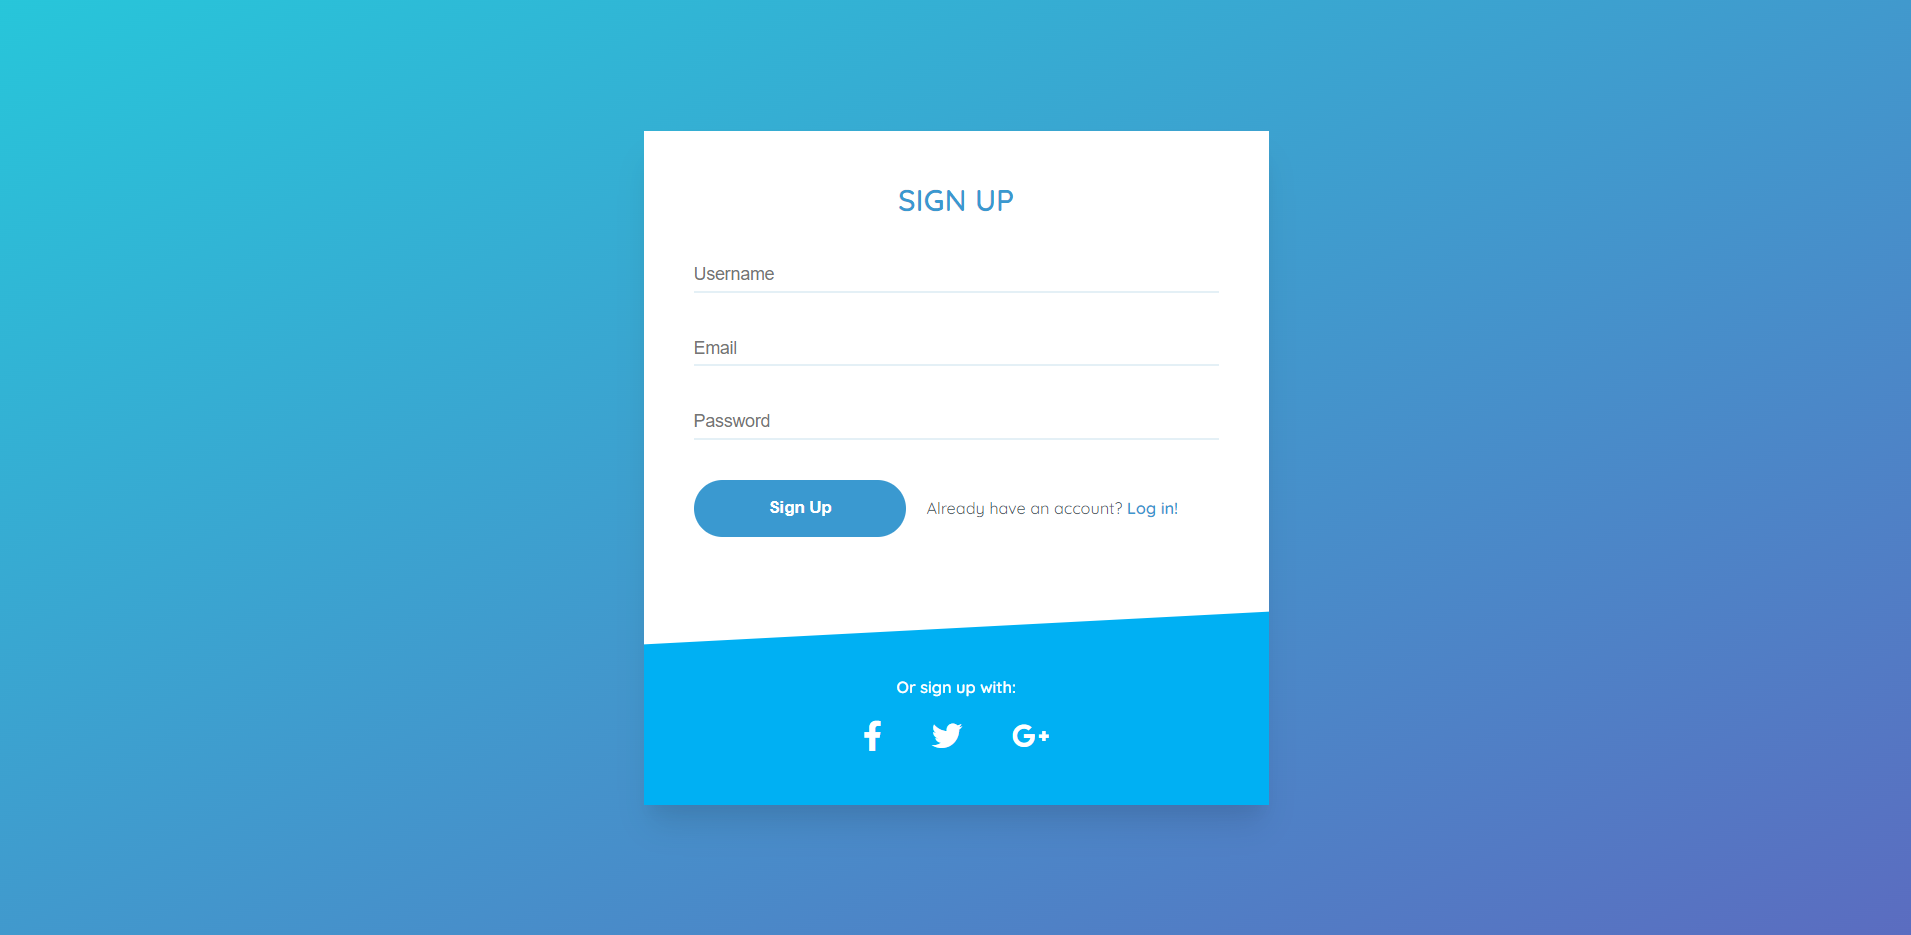 SIGN UP
Username
Email
Password
Sign Up
Already have an account? Log in!
Or sign up with: